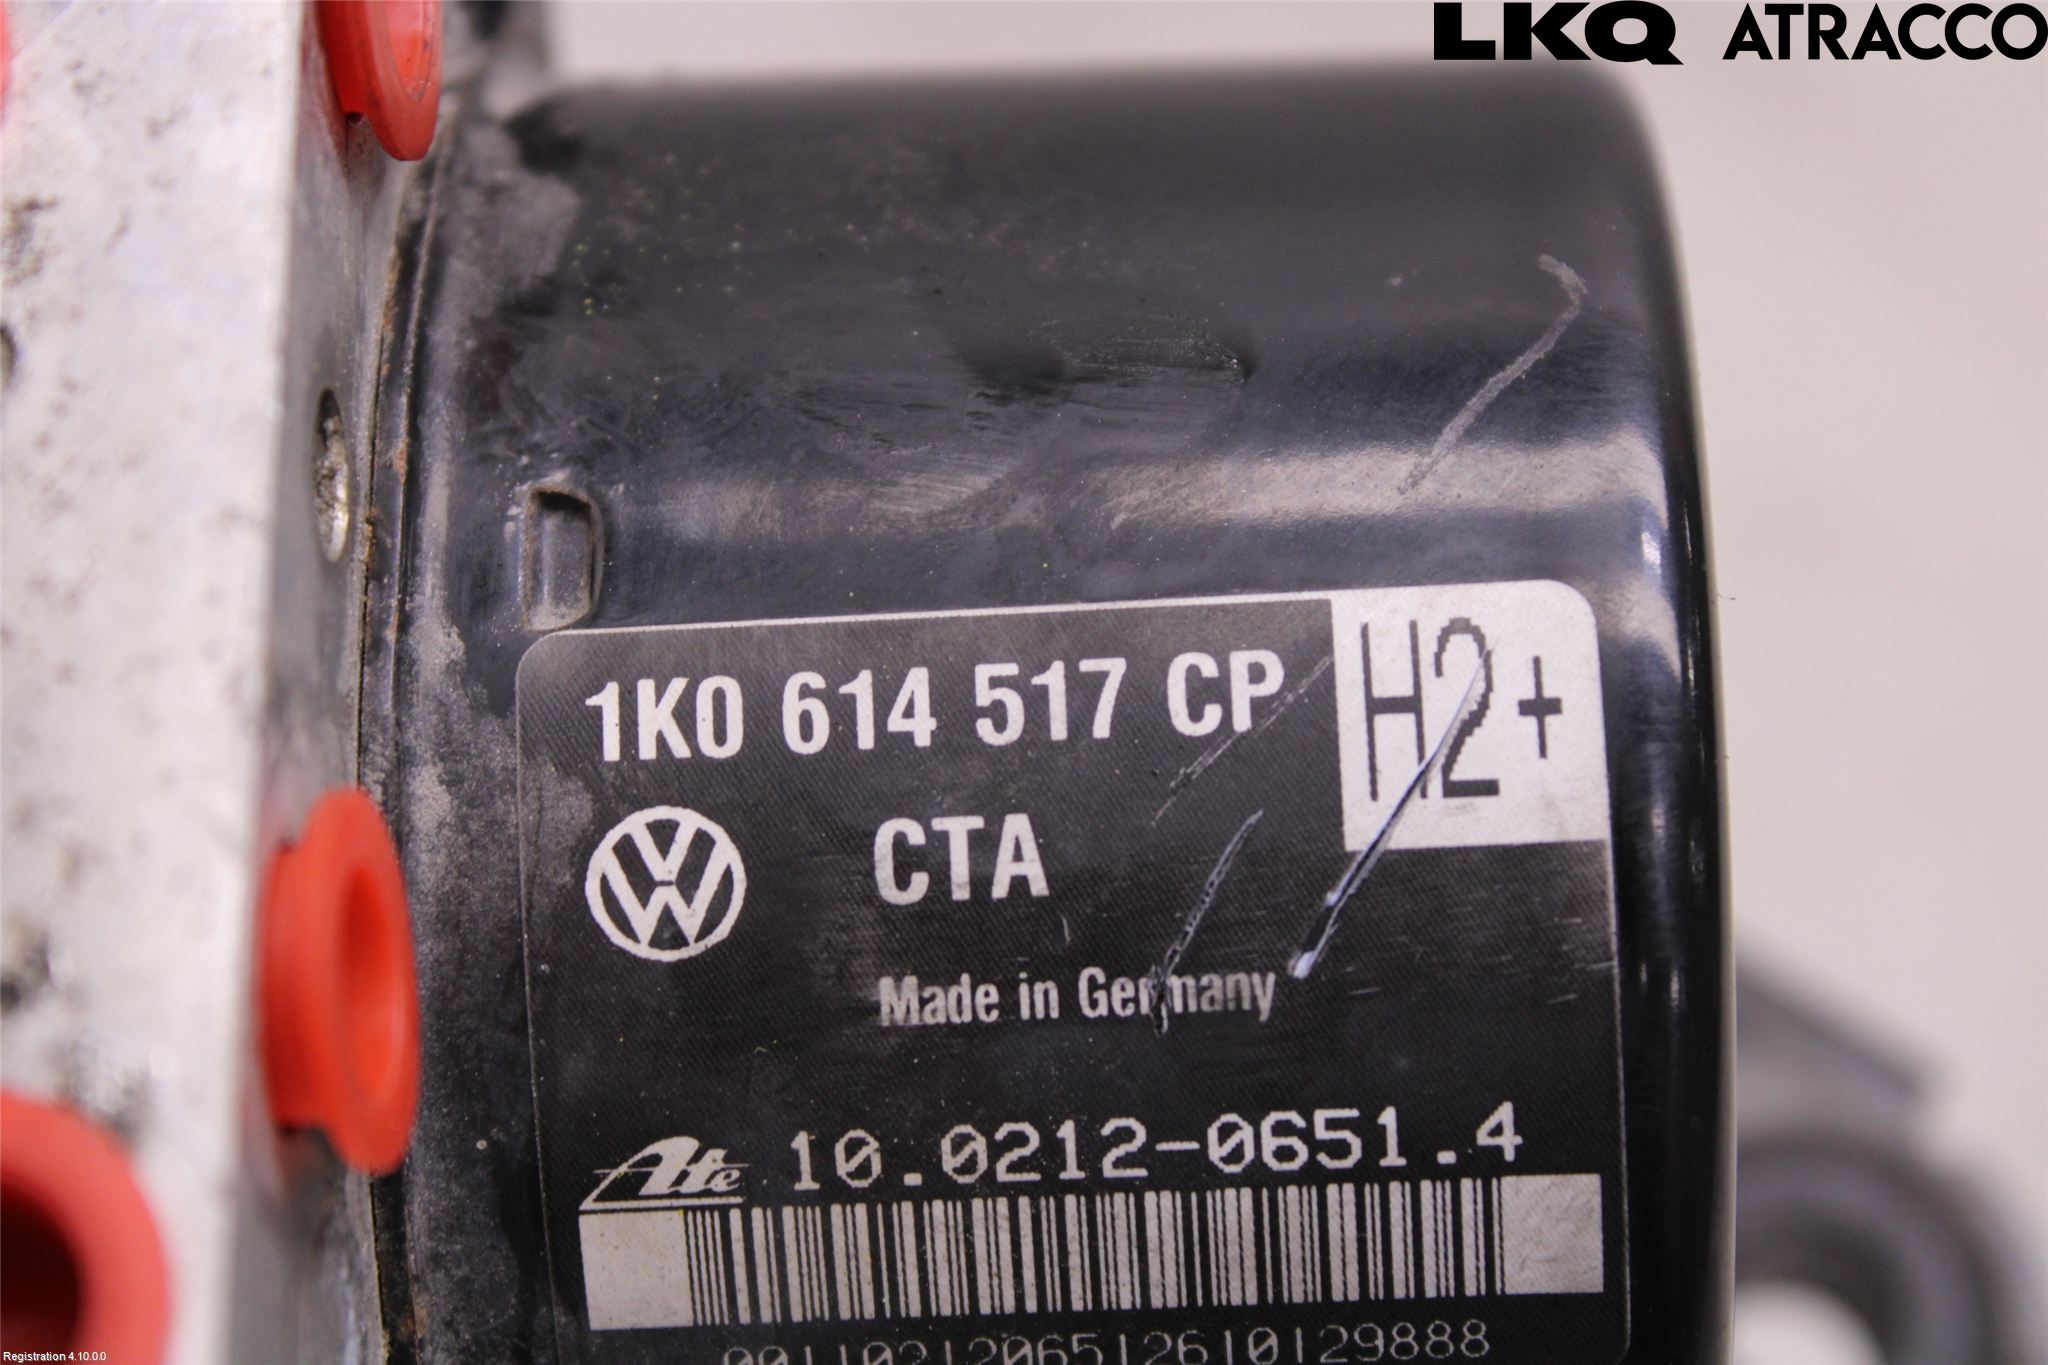 LKQ ATRACCO
1K0 614 517 CP
H2+
CTA
Made in Germany
Ate 10.0212-0651.4
Registration 4.10.0.0